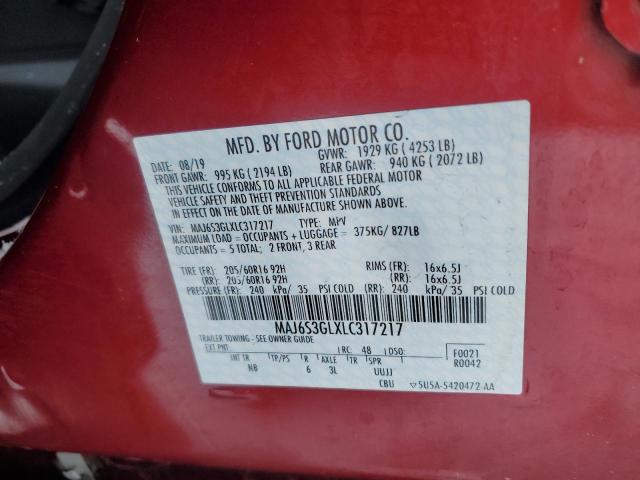 MFD. BY FORD MOTOR CO.
DATE: 08/19 GVWR: 1929 KG ( 4253 LB)
FRONT GAWR: 995 KG ( 2194 LB) REAR GAWR: 940 KG ( 2072 LB)
THIS VEHICLE CONFORMS TO ALL APPLICABLE FEDERAL MOTOR
VEHICLE SAFETY AND THEFT PREVENTION STANDARDS
IN EFFECT ON THE DATE OF MANUFACTURE SHOWN
ABOVE.
VIN: MAJ6S3GLXLC317217 TYPE: MPV
MAXIMUM LOAD = OCCUPANTS + LUGGAGE = 375KG/ 827LB
OCCUPANTS = 5 TOTAL; 2 FRONT, 3 REAR
TIRE (FR): 205/60R16 92H RIMS (FR): 16x6.5J
(RR): 205/60R16 92H (RR): 16x6.5J
PRESSURE (FR): 240 kPa/ 35 PSI COLD (RR): 240 kPa/ 35 PSI COLD
MAJ6S3GLXLC317217
TRAILER TOWING - SEE OWNER GUIDE
EXT PNT: RC: 48 DSO: F0021
R0042
INT TR TP/PS R AXLE TR SPR
NB 6 3L UUJJ
CBU 5USA-5420472-AA